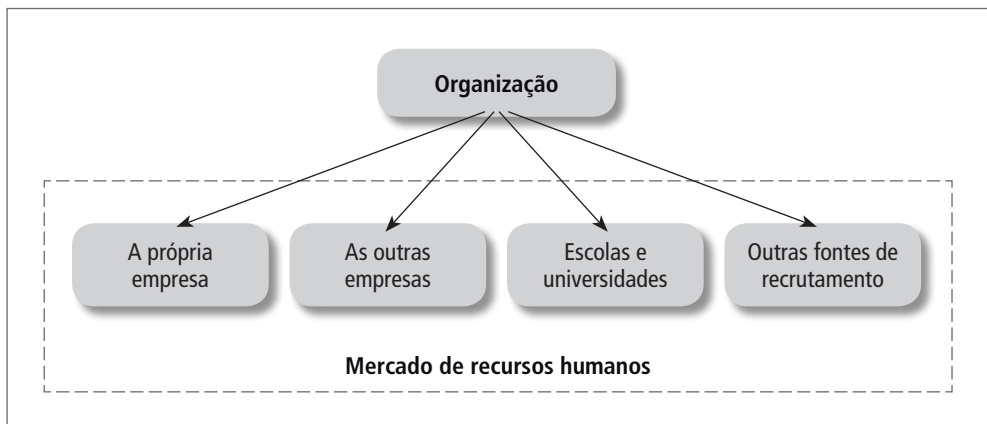 Organização
A própria
empresa
As outras
empresas
Escolas e
universidades
Outras fontes de
recrutamento
Mercado de recursos humanos